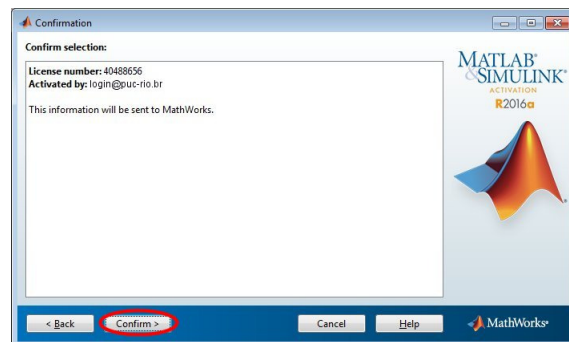 Confirmation
Confirm selection:
License number: 40488656
Activated by: login@puc-rio.br
This information will be sent to MathWorks.
MATLAB®
&SIMULINK®
ACTIVATION
R2016a
< Back
Confirm >
Cancel
Help
MathWorks®